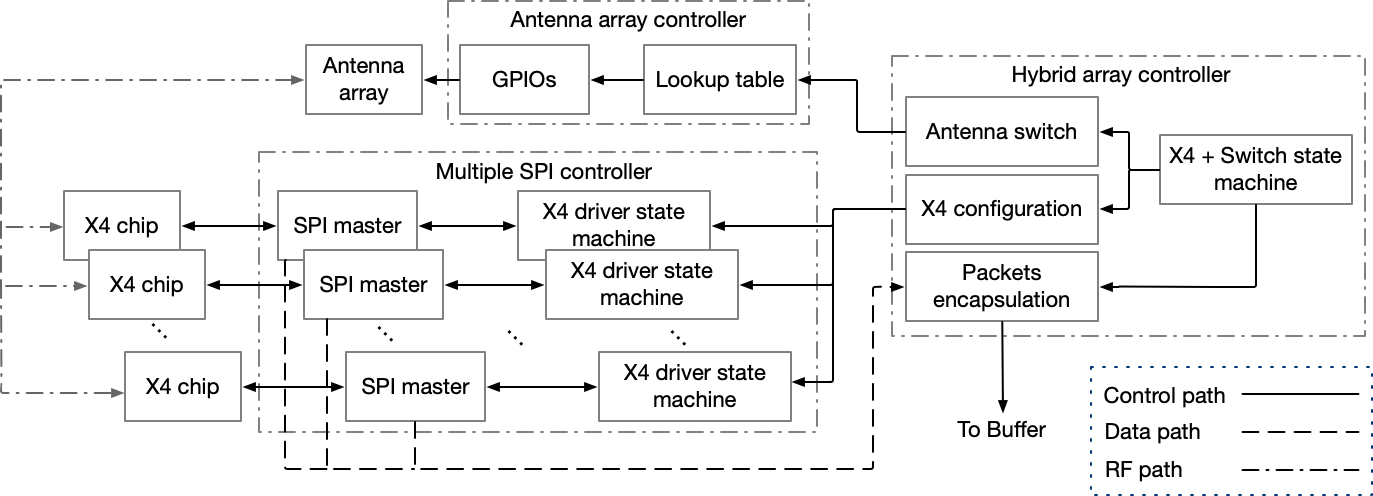 Antenna array controller
Antenna
array
GPIOs
Lookup table
Hybrid array controller
Antenna switch
X4 + Switch state
machine
X4 configuration
Packets
encapsulation
To Buffer
Multiple SPI controller
X4 chip
SPI master
X4 driver state
machine
X4 chip
SPI master
X4 driver state
machine
X4 chip
SPI master
X4 driver state
machine
Control path
Data path
RF path